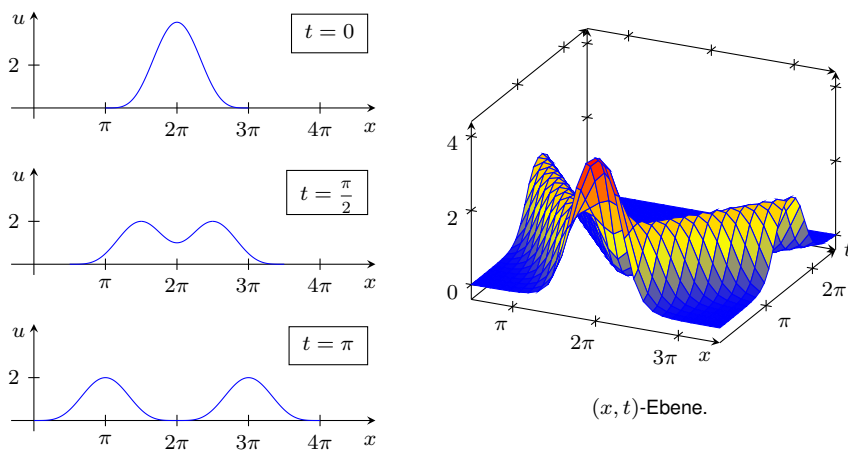 u
t = 0
2
π 2π 3π 4π x
u
t = π/2
2
π 2π 3π 4π x
u
t = π
2
π 2π 3π 4π x
4
2
0
π
2π
3π
x
π
2π
t
(x, t)-Ebene.